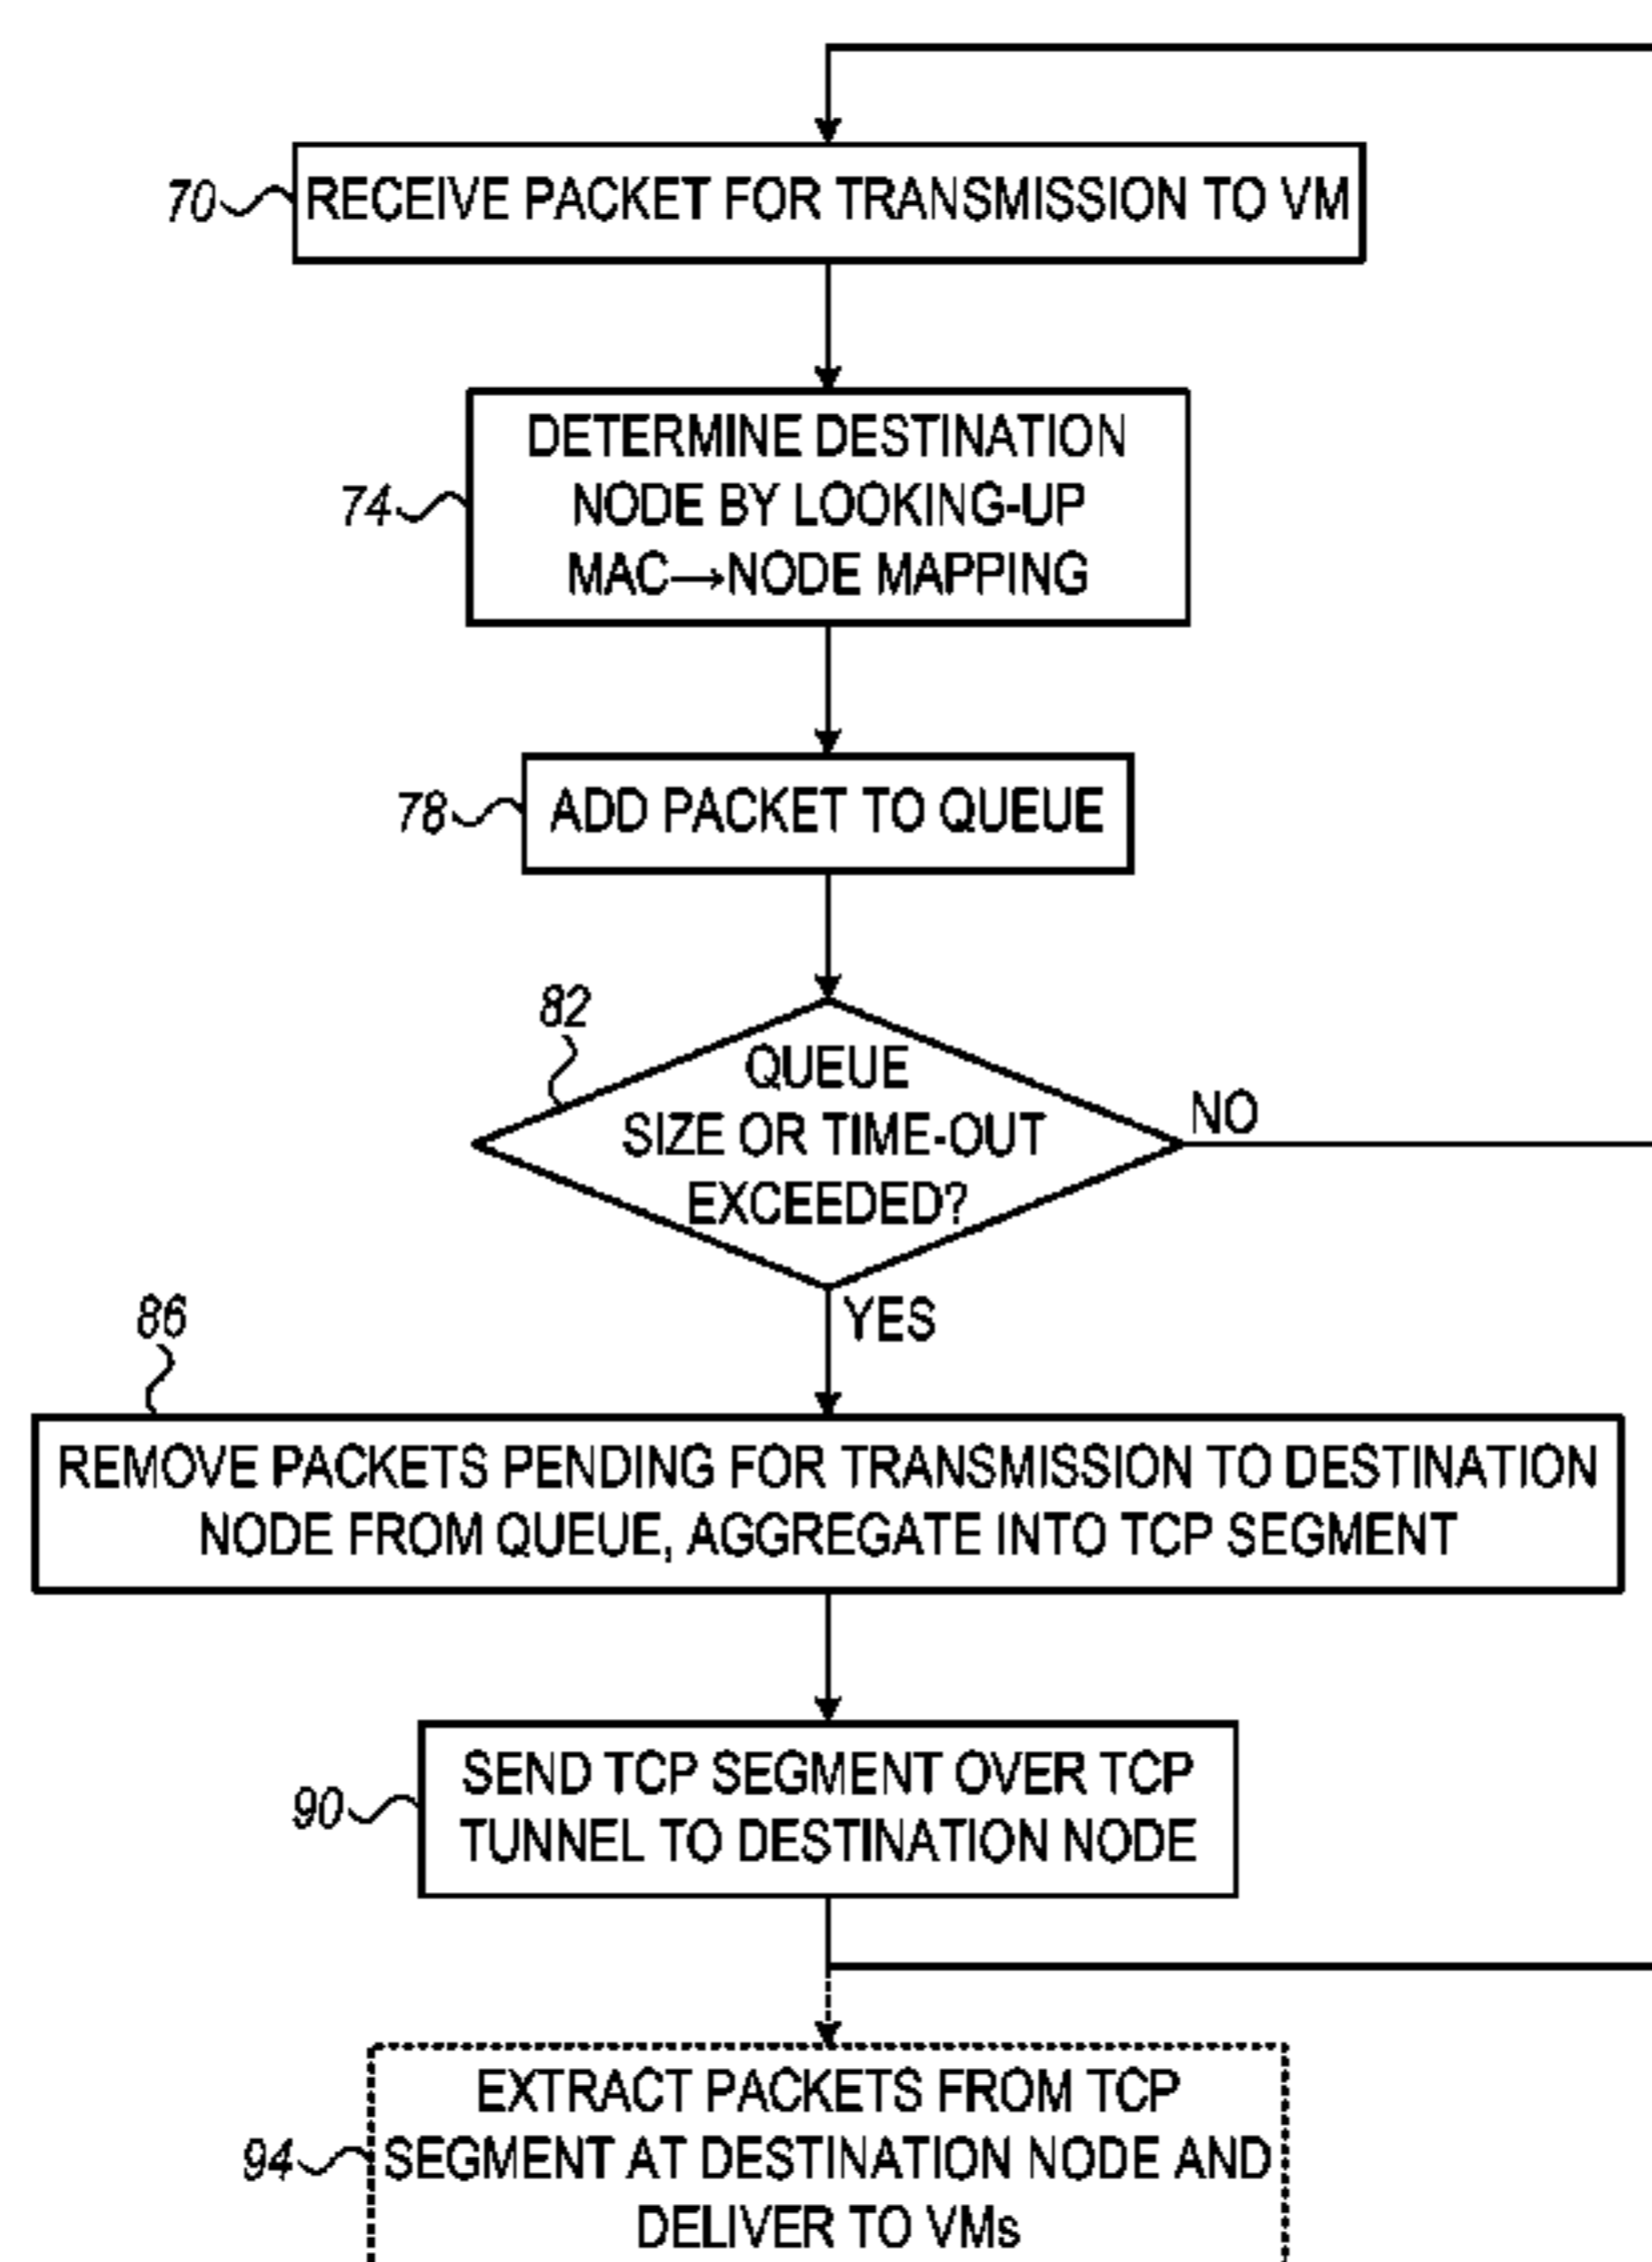 70
RECEIVE PACKET FOR TRANSMISSION TO VM
74
DETERMINE DESTINATION
NODE BY LOOKING-UP
MAC→NODE MAPPING
78
ADD PACKET TO QUEUE
82
QUEUE
SIZE OR TIME-OUT
EXCEEDED?
NO
YES
86
REMOVE PACKETS PENDING FOR TRANSMISSION TO DESTINATION
NODE FROM QUEUE, AGGREGATE INTO TCP SEGMENT
90
SEND TCP SEGMENT OVER TCP
TUNNEL TO DESTINATION NODE
94
EXTRACT PACKETS FROM TCP
SEGMENT AT DESTINATION NODE AND
DELIVER TO VMs